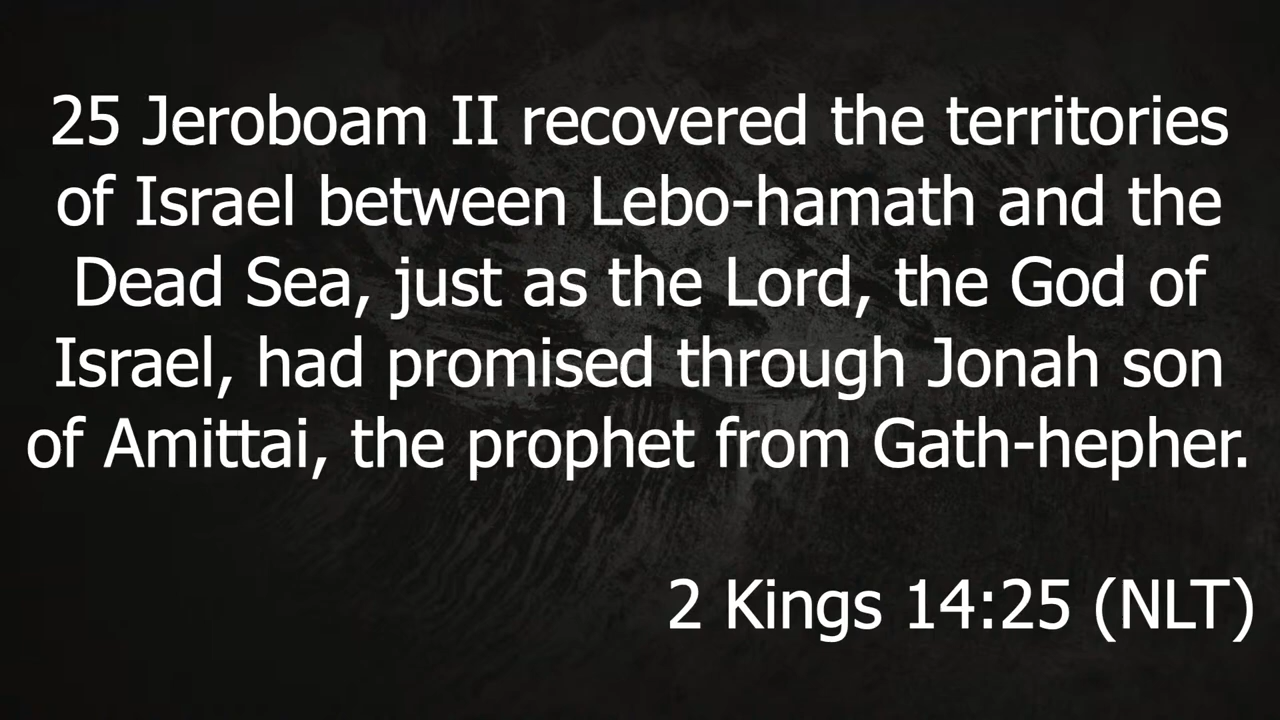 25 Jeroboam II recovered the territories
of Israel between Lebo-hamath and the
Dead Sea, just as the Lord, the God of
Israel, had promised through Jonah son
of Amittai, the prophet from Gath-hepher.
2 Kings 14:25 (NLT)